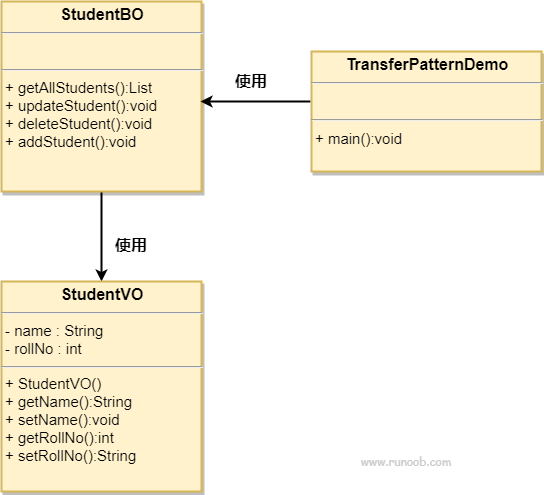 StudentBO
+ getAllStudents():List
+ updateStudent():void
+ deleteStudent():void
+ addStudent():void
使用
TransferPatternDemo
+ main():void
使用
StudentVO
- name : String
- rollNo : int
+ StudentVO()
+ getName():String
+ setName():void
+ getRollNo():int
+ setRollNo():String
www.runoob.com